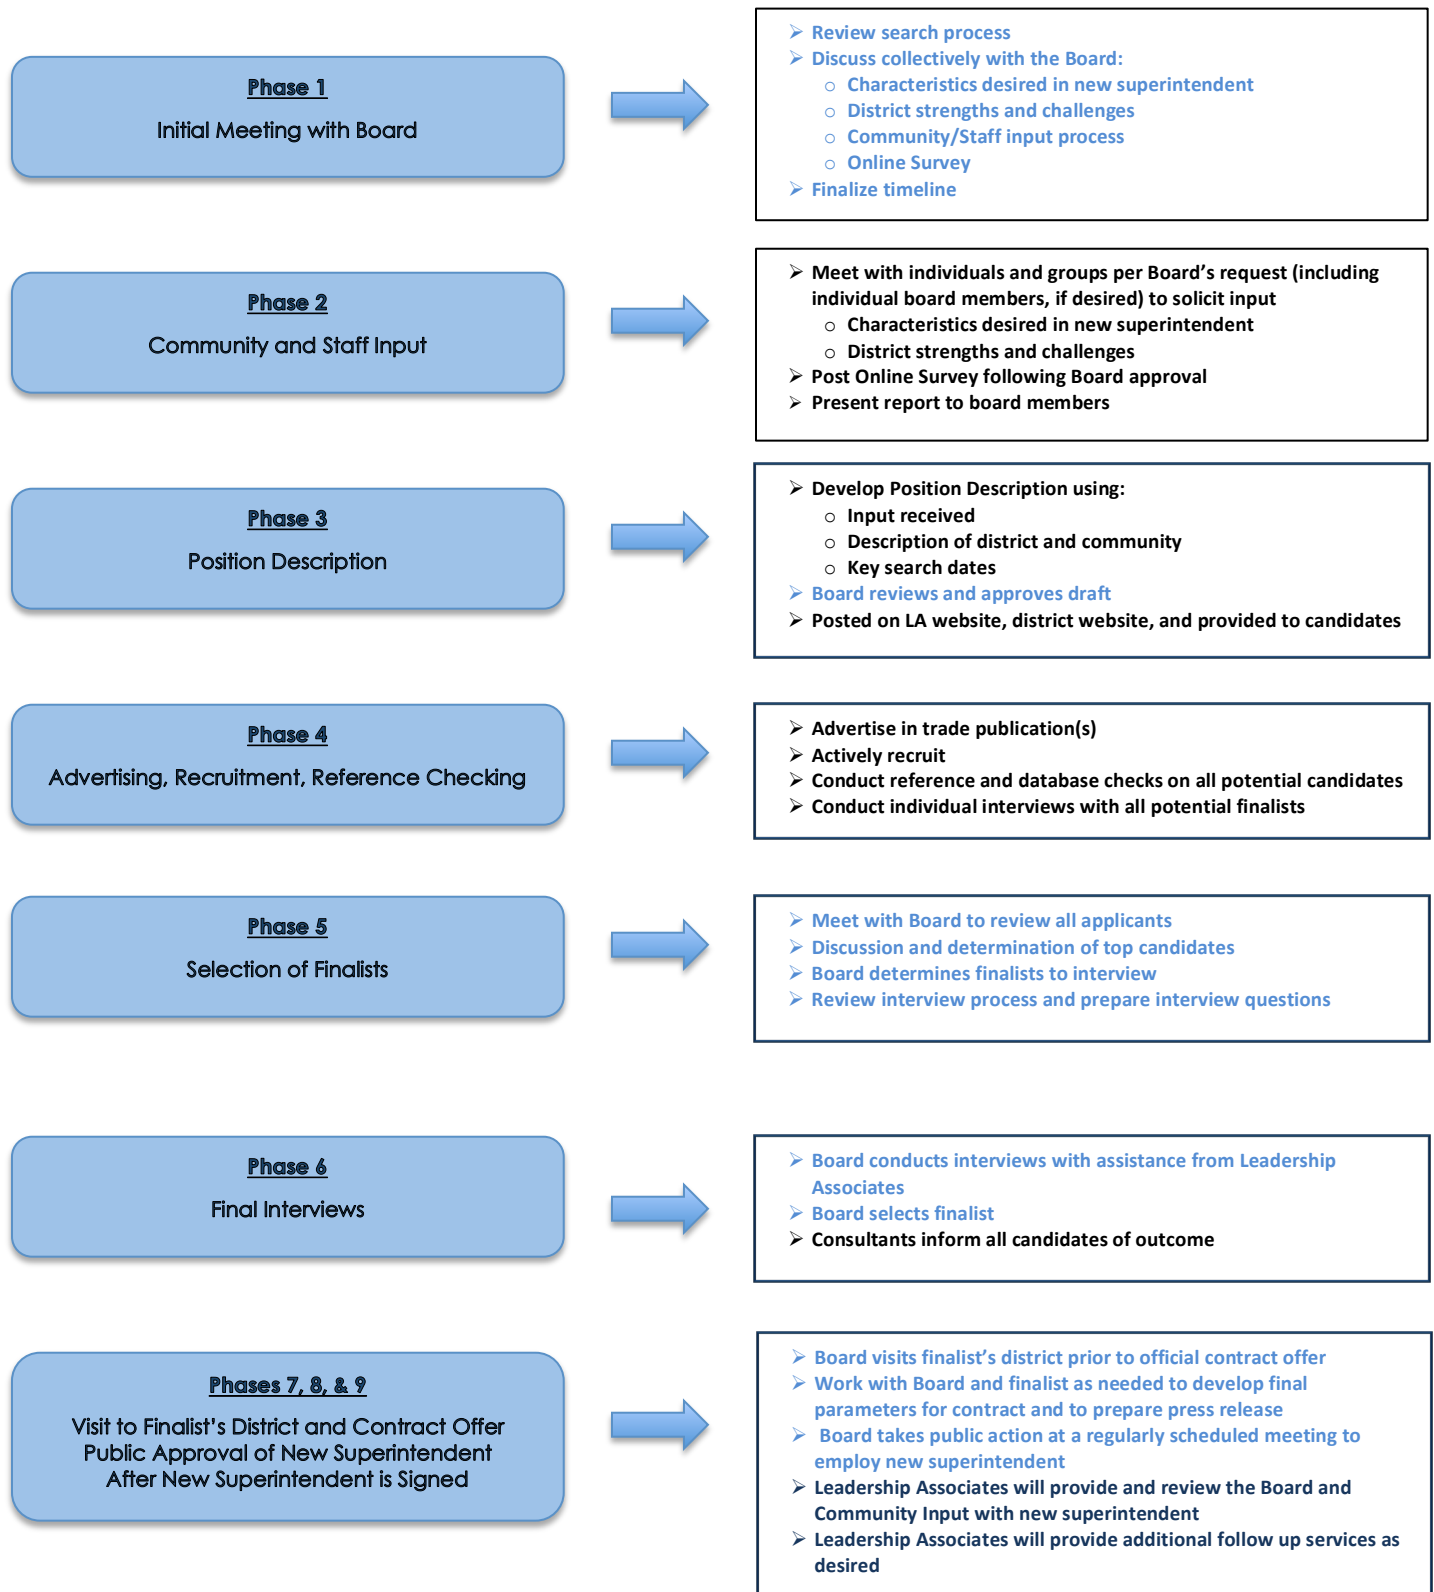 Phase 1
Initial Meeting with Board
➢ Review search process
➢ Discuss collectively with the Board:
o Characteristics desired in new superintendent
o District strengths and challenges
o Community/Staff input process
o Online Survey
➢ Finalize timeline
Phase 2
Community and Staff Input
➢ Meet with individuals and groups per Board’s request (including
individual board members, if desired) to solicit input
o Characteristics desired in new superintendent
o District strengths and challenges
➢ Post Online Survey following Board approval
➢ Present report to board members
Phase 3
Position Description
➢ Develop Position Description using:
o Input received
o Description of district and community
o Key search dates
➢ Board reviews and approves draft
➢ Posted on LA website, district website, and provided to candidates
Phase 4
Advertising, Recruitment, Reference Checking
➢ Advertise in trade publication(s)
➢ Actively recruit
➢ Conduct reference and database checks on all potential candidates
➢ Conduct individual interviews with all potential finalists
Phase 5
Selection of Finalists
➢ Meet with Board to review all applicants
➢ Discussion and determination of top candidates
➢ Board determines finalists to interview
➢ Review interview process and prepare interview questions
Phase 6
Final Interviews
➢ Board conducts interviews with assistance from Leadership
Associates
➢ Board selects finalist
➢ Consultants inform all candidates of outcome
Phases 7, 8, & 9
Visit to Finalist’s District and Contract Offer
Public Approval of New Superintendent
After New Superintendent is Signed
➢ Board visits finalist’s district prior to official contract offer
➢ Work with Board and finalist as needed to develop final
parameters for contract and to prepare press release
➢ Board takes public action at a regularly scheduled meeting to
employ new superintendent
➢ Leadership Associates will provide and review the Board and
Community Input with new superintendent
➢ Leadership Associates will provide additional follow up services as
desired